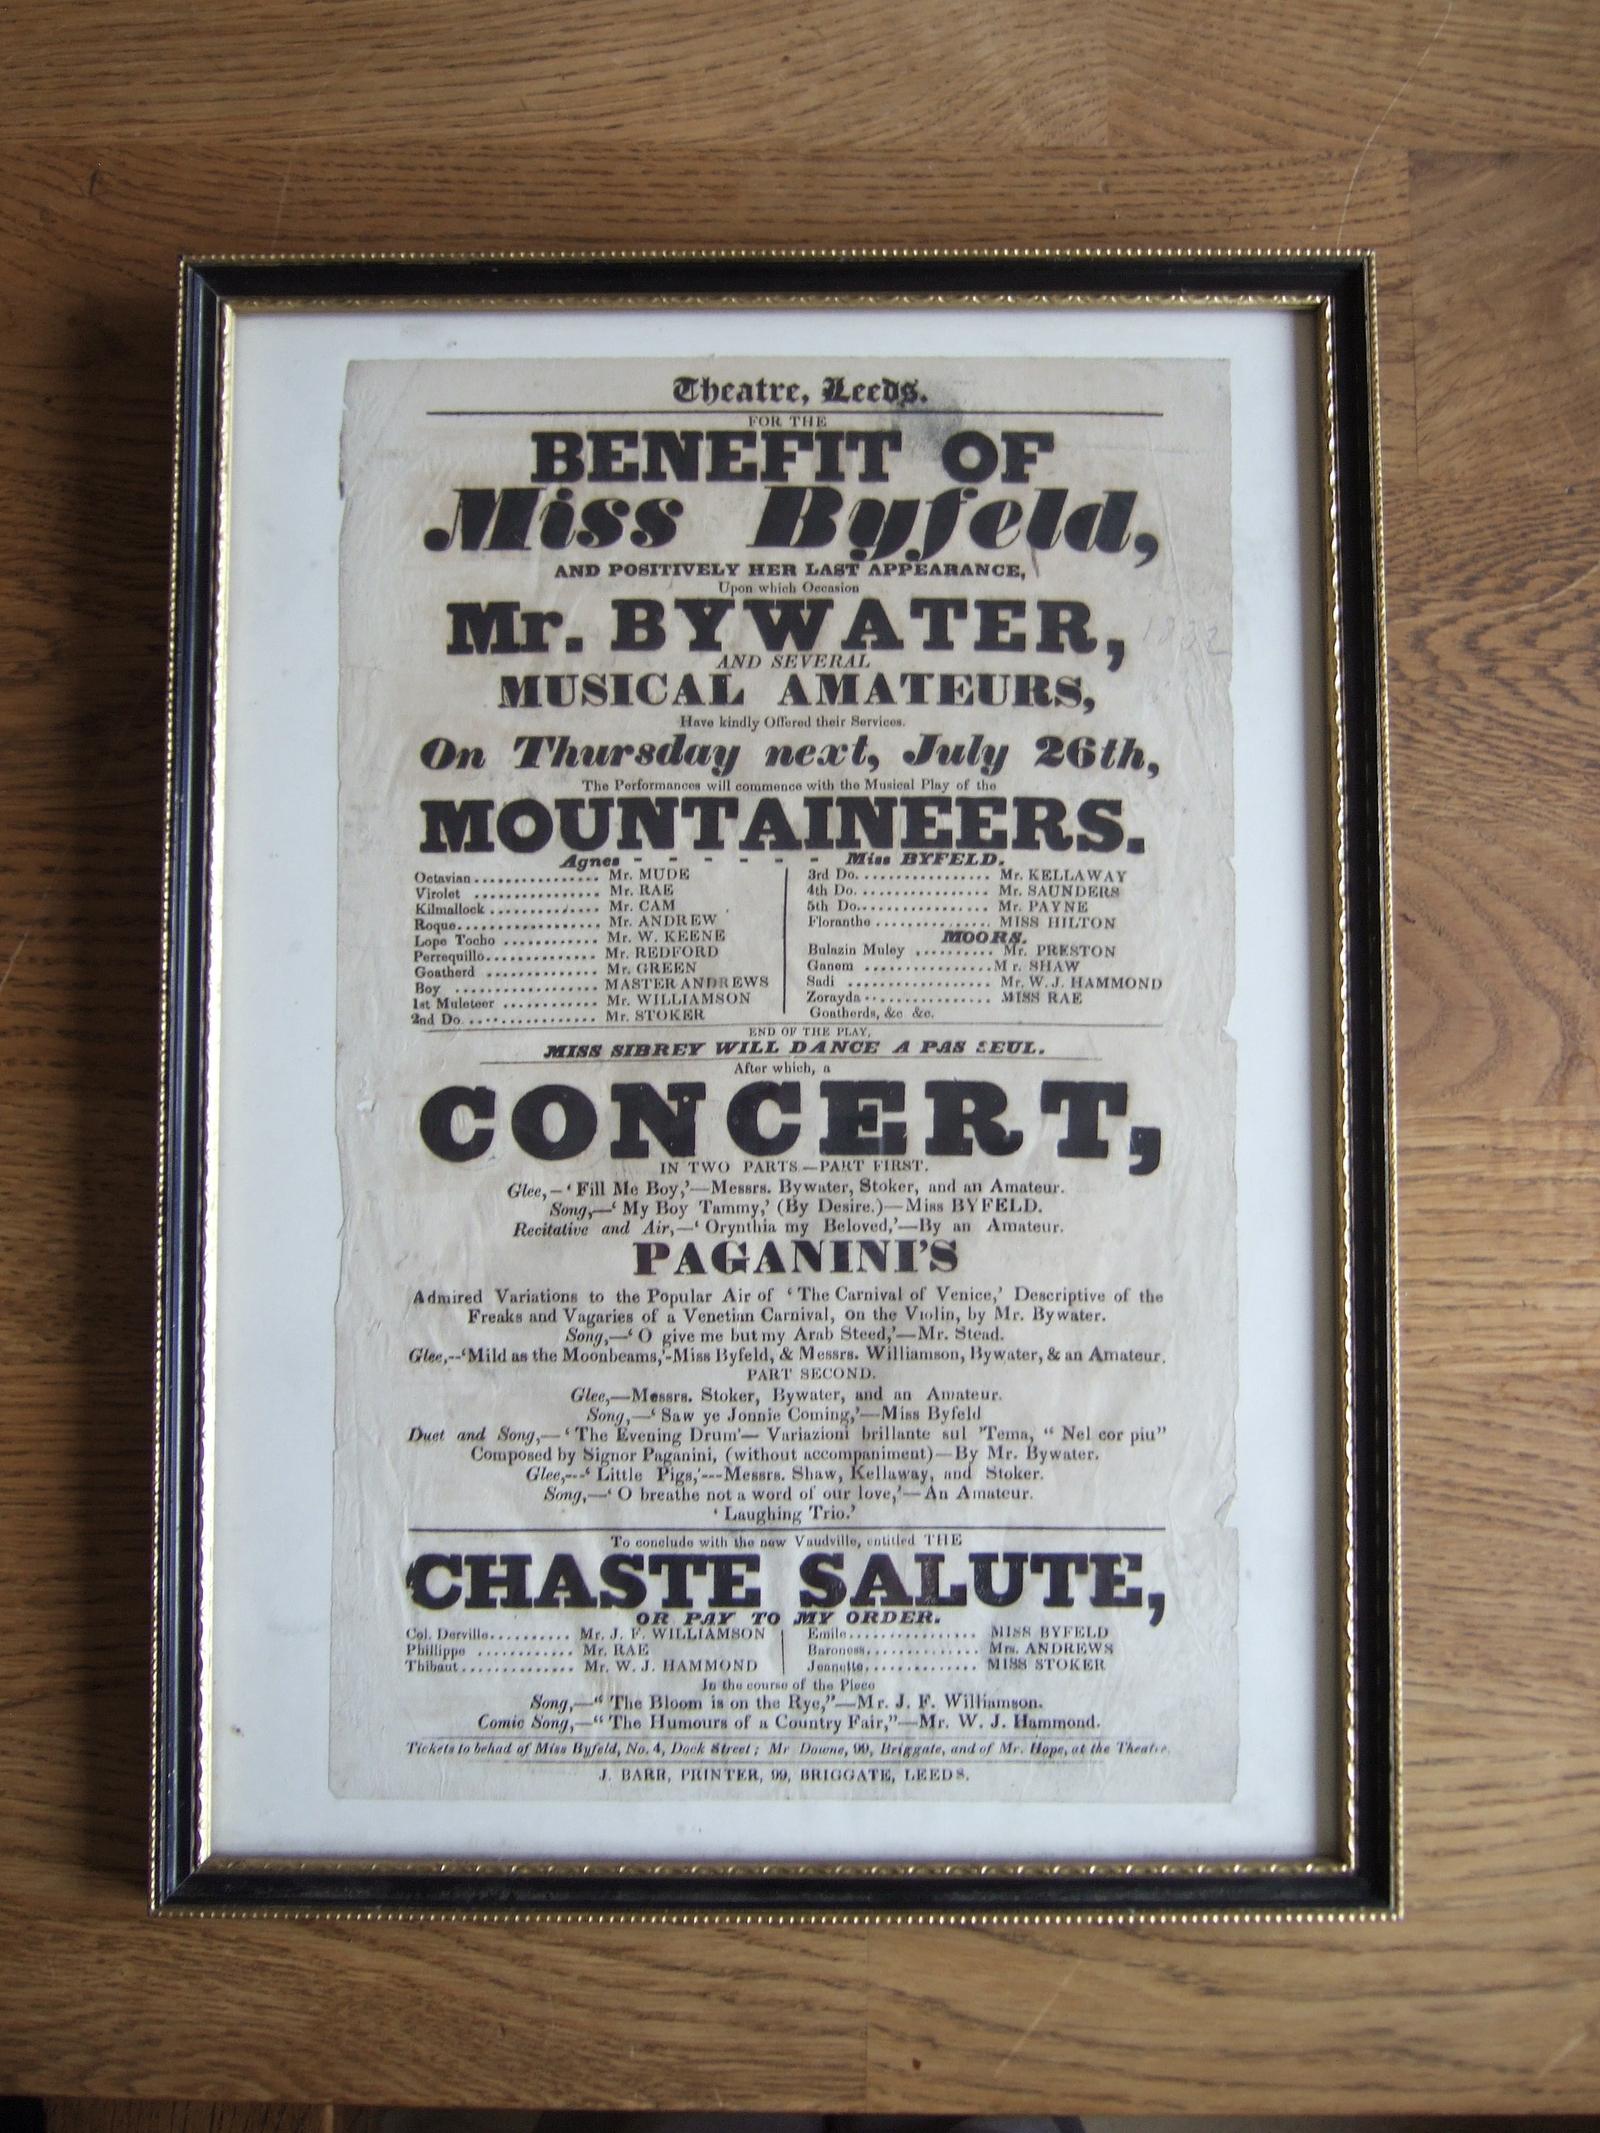 Theatre, Leeds.
FOR THE
BENEFIT OF
Miss Byfeld,
AND POSITIVELY HER LAST APPEARANCE,
Upon which Occasion
Mr. BYWATER,
1832
AND SEVERAL
MUSICAL AMATEURS,
Have kindly Offered their Services.
On Thursday next, July 26th,
The Performances will commence with the Musical Play of the
MOUNTAINEERS.
Agnes - - - - - - Miss BYFELD.
Octavian................ Mr. MUDE
Virolet ................ Mr. RAE
Kilmallock.............. Mr. CAM
Roque................... Mr. ANDREW
Lope Tocho ............. Mr. W. KEENE
Perrequillo............. Mr. REDFORD
Goatherd ............... Mr. GREEN
Boy .................... MASTER ANDREWS
1st Muleteer ........... Mr. WILLIAMSON
2nd Do. ................ Mr. STOKER
3rd Do.................. Mr. KELLAWAY
4th Do.................. Mr. SAUNDERS
5th Do.................. Mr. PAYNE
Floranthe .............. MISS HILTON
MOORS.
Bulazin Muley .......... Mr. PRESTON
Ganem ................ Mr. SHAW
Sadi ................... Mr. W. J. HAMMOND
Zorayda................. MISS RAE
Goatherds, &c &c.
END OF THE PLAY,
MISS SIBREY WILL DANCE A PAS SEUL.
After which, a
CONCERT,
IN TWO PARTS—PART FIRST.
Glee,—‘Fill Me Boy,’—Messrs. Bywater, Stoker, and an Amateur.
Song,—‘My Boy Tammy,’ (By Desire.)—Miss BYFELD.
Recitative and Air,—‘Orynthia my Beloved,’—By an Amateur.
PAGANINI'S
Admired Variations to the Popular Air of ‘The Carnival of Venice,’ Descriptive of the
Freaks and Vagaries of a Venetian Carnival, on the Violin, by Mr. Bywater.
Song,—‘O give me but my Arab Steed,’—Mr. Stead.
Glee,--‘Mild as the Moonbeams,’-Miss Byfeld, & Messrs. Williamson, Bywater, & an Amateur.
PART SECOND.
Glee,—Messrs. Stoker, Bywater, and an Amateur.
Song,—‘Saw ye Jonnie Coming,’—Miss Byfeld
Duet and Song,—‘The Evening Drum’— Variazioni brillante sul ’Tema, “Nel cor piu”
Composed by Signor Paganini, (without accompaniment)—By Mr. Bywater.
Glee,---‘Little Pigs,’---Messrs. Shaw, Kellaway, and Stoker.
Song,—‘O breathe not a word of our love,’—An Amateur.
‘Laughing Trio.’
To conclude with the new Vaudville, entitled THE
CHASTE SALUTE,
OR PAY TO MY ORDER.
Col. Derville.......... Mr. J. F. WILLIAMSON
Phillippe ............ Mr. RAE
Thibaut.............. Mr. W. J. HAMMOND
Emile................ MISS BYFELD
Baroness.............. Mrs. ANDREWS
Jeanette.............. MISS STOKER
In the course of the Piece
Song,—“The Bloom is on the Rye,”—Mr. J. F. Williamson.
Comic Song,—“The Humours of a Country Fair,”—Mr. W. J. Hammond.
Tickets to behad of Miss Byfeld, No. 4, Dock Street; Mr Downe, 99, Briggate, and of Mr. Hope, at the Theatre.
J. BARR, PRINTER, 99, BRIGGATE, LEEDS.